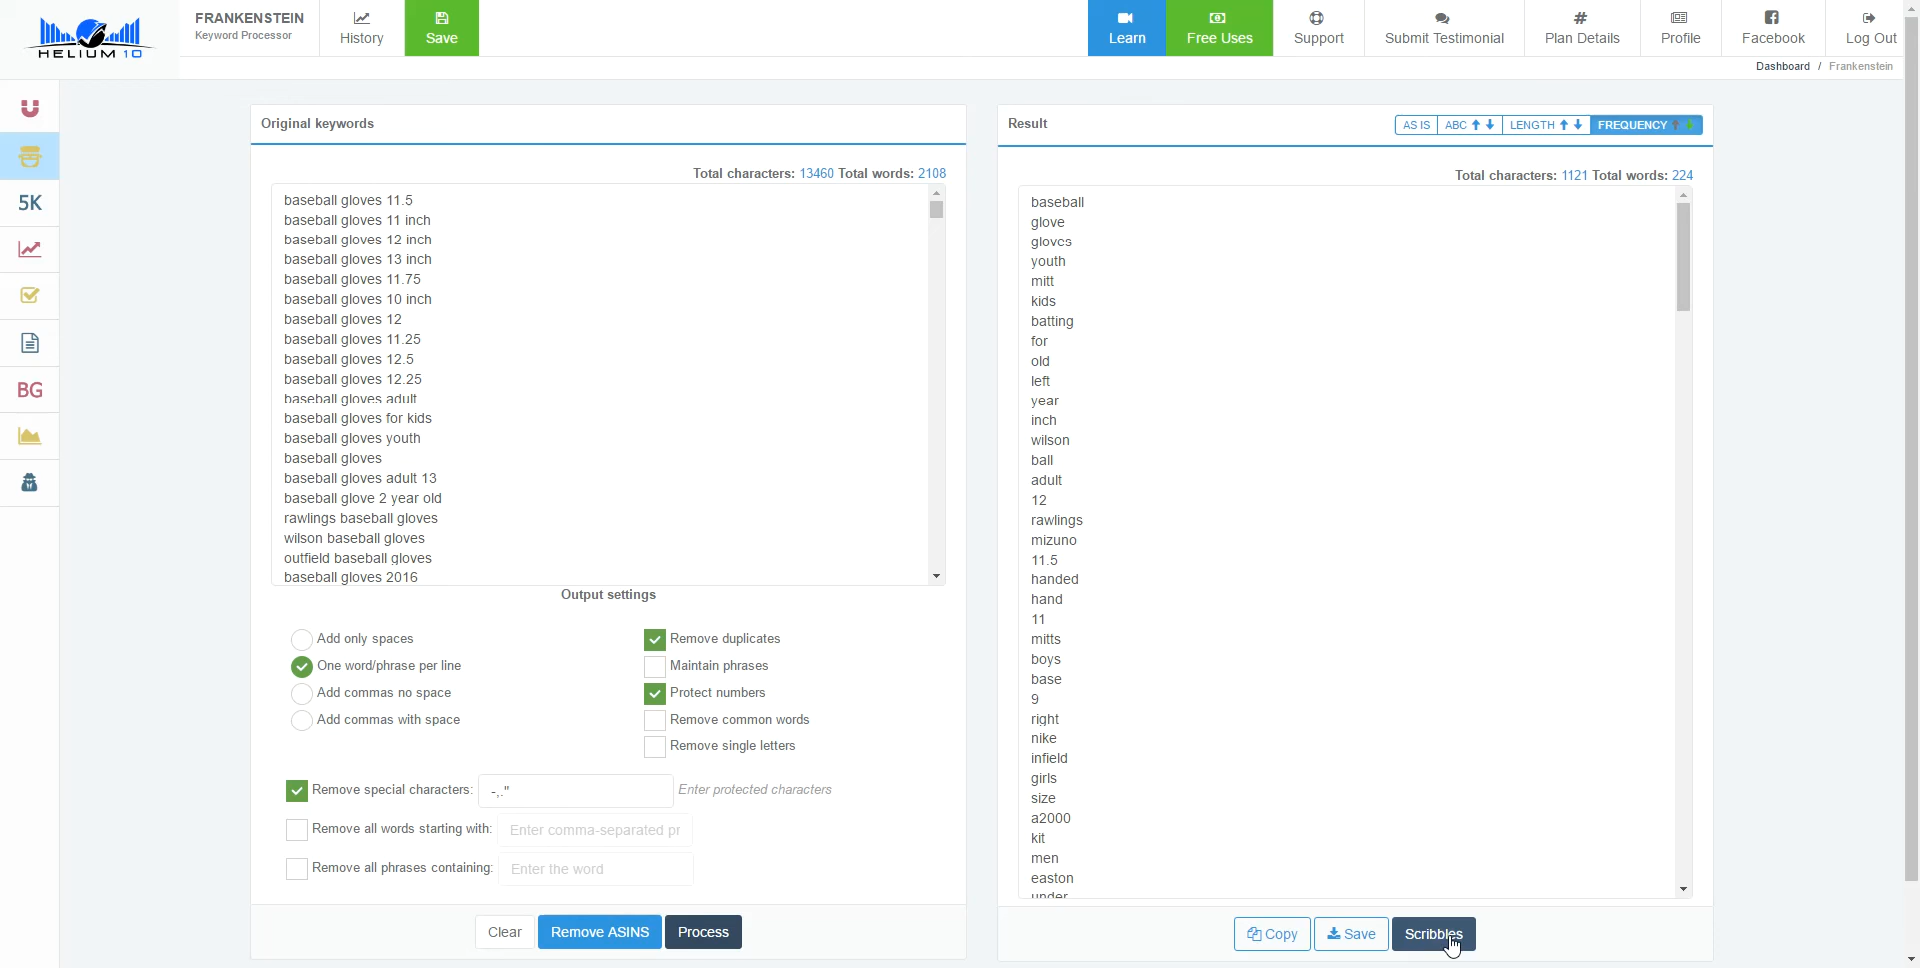 HELIUM 10
FRANKENSTEIN
Keyword Processor
History
Save
Learn
Free Uses
Support
Submit Testimonial
Plan Details
Profile
Facebook
Log Out
Dashboard / Frankenstein
5K
BG
Original keywords
Total characters: 13460 Total words: 2108
baseball gloves 11.5
baseball gloves 11 inch
baseball gloves 12 inch
baseball gloves 13 inch
baseball gloves 11.75
baseball gloves 10 inch
baseball gloves 12
baseball gloves 11.25
baseball gloves 12.5
baseball gloves 12.25
baseball gloves adult
baseball gloves for kids
baseball gloves youth
baseball gloves
baseball gloves adult 13
baseball glove 2 year old
rawlings baseball gloves
wilson baseball gloves
outfield baseball gloves
baseball gloves 2016
Output settings
Add only spaces
One word/phrase per line
Add commas no space
Add commas with space
Remove duplicates
Maintain phrases
Protect numbers
Remove common words
Remove single letters
Remove special characters: -,." Enter protected characters
Remove all words starting with: Enter comma-separated pr
Remove all phrases containing: Enter the word
Clear
Remove ASINS
Process
Result
AS IS
ABC
LENGTH
FREQUENCY
Total characters: 1121 Total words: 224
baseball
glove
gloves
youth
mitt
kids
batting
for
old
left
year
inch
wilson
ball
adult
12
rawlings
mizuno
11.5
handed
hand
11
mitts
boys
base
9
right
nike
infield
girls
size
a2000
kit
men
easton
under
Copy
Save
Scribbles